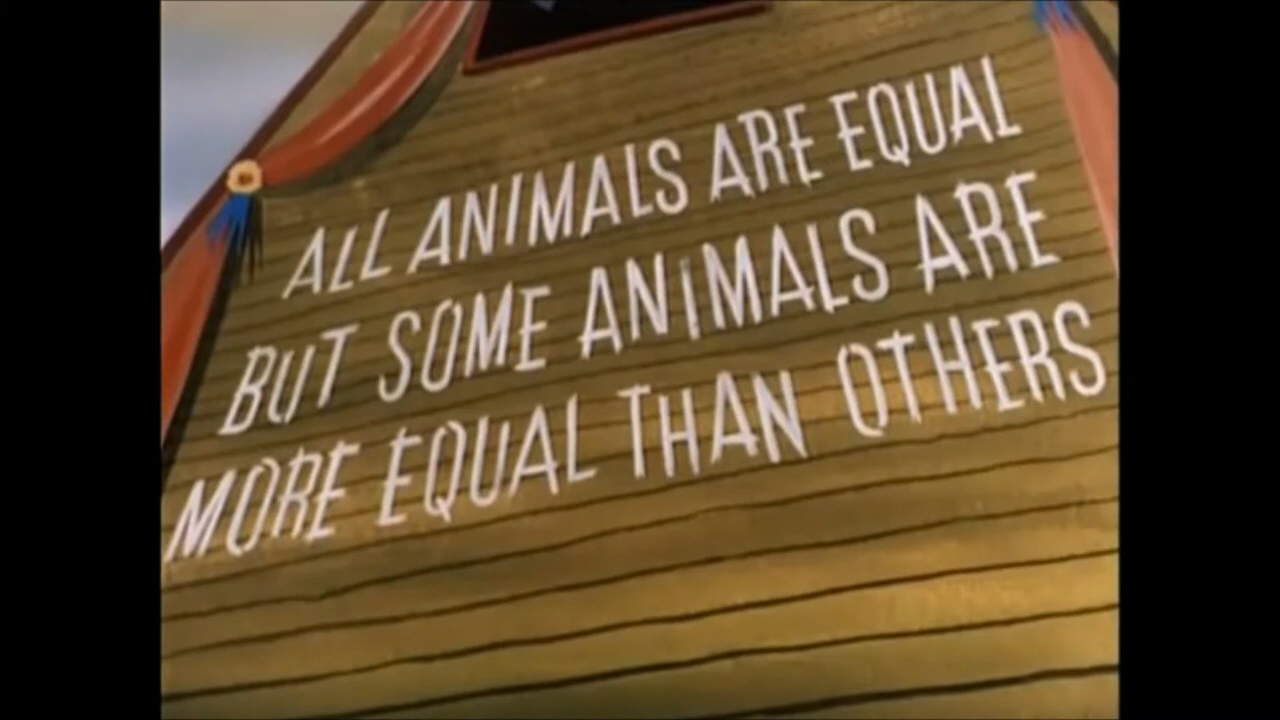 ALL ANIMALS ARE EQUAL
BUT SOME ANIMALS ARE
MORE EQUAL THAN OTHERS